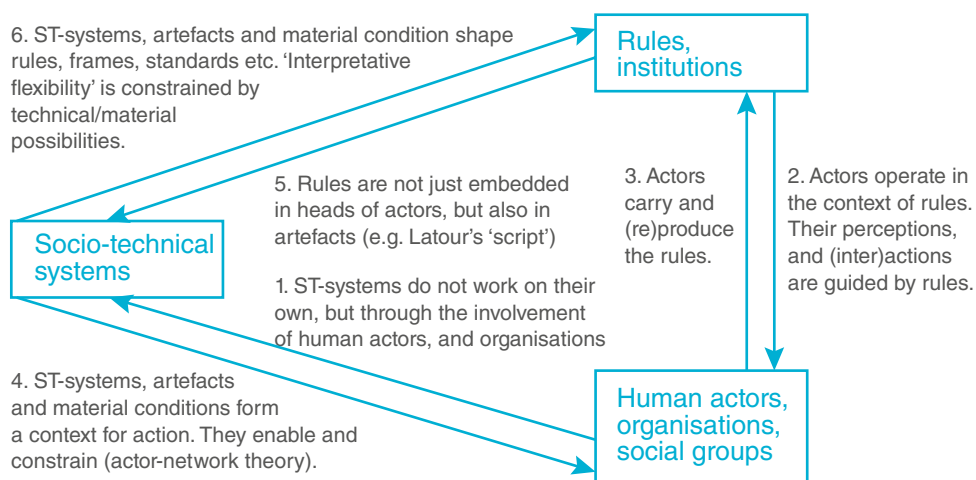 6. ST-systems, artefacts and material condition shape
rules, frames, standards etc. ‘Interpretative
flexibility’ is constrained by
technical/material
possibilities.
Rules,
institutions
5. Rules are not just embedded
in heads of actors, but also in
artefacts (e.g. Latour’s ‘script’)
3. Actors
carry and
(re)produce
the rules.
2. Actors operate in
the context of rules.
Their perceptions,
and (inter)actions
are guided by rules.
Socio-technical
systems
1. ST-systems do not work on their
own, but through the involvement
of human actors, and organisations
4. ST-systems, artefacts
and material conditions form
a context for action. They enable and
constrain (actor-network theory).
Human actors,
organisations,
social groups